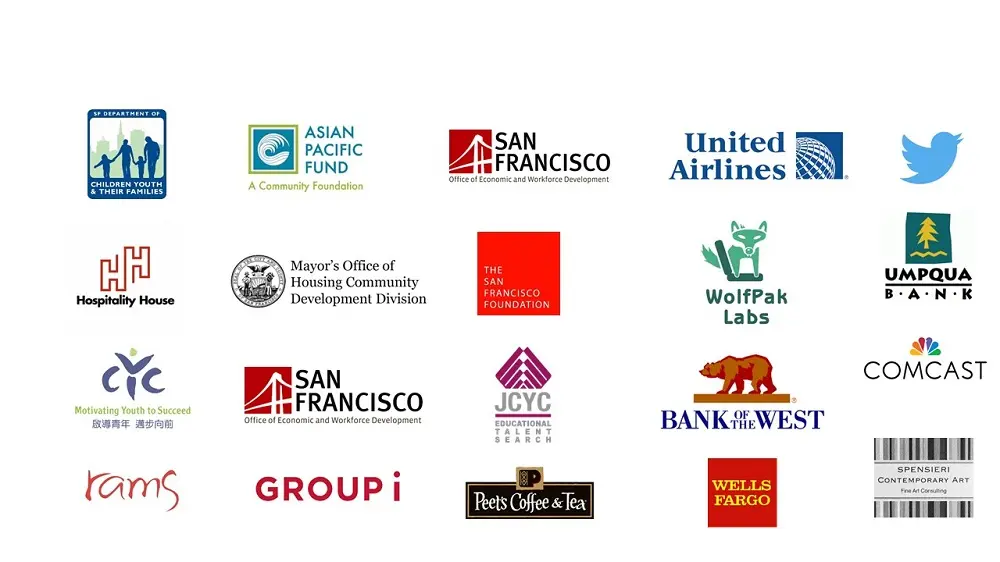 SF DEPARTMENT OF
CHILDREN YOUTH
& THEIR FAMILIES
ASIAN
PACIFIC
FUND
A Community Foundation
SAN
FRANCISCO
Office of Economic and Workforce Development
United
Airlines
Hospitality House
Mayor's Office of
Housing Community
Development Division
THE
SAN
FRANCISCO
FOUNDATION
WolfPak
Labs
UMPQUA
B·A·N·K
CYC
Motivating Youth to Succeed
啟導青年 邁步向前
SAN
FRANCISCO
Office of Economic and Workforce Development
JCYC
EDUCATIONAL
TALENT
SEARCH
BANK OF THE WEST
COMCAST
rams
GROUP i
Peet's Coffee & Tea
WELLS
FARGO
SPENSIERI
CONTEMPORARY ART
Fine Art Consulting